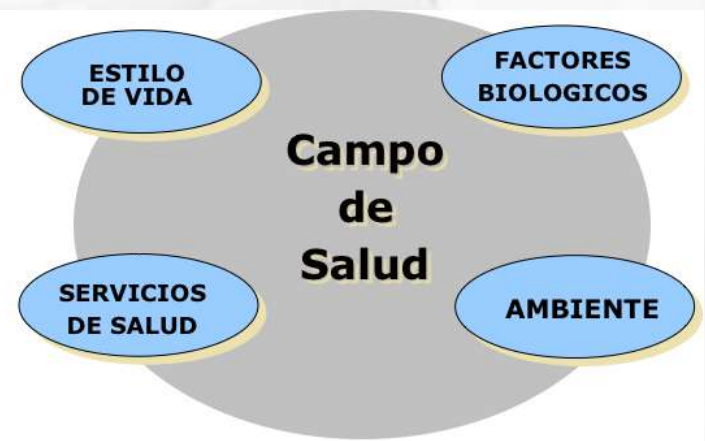 ESTILO
DE VIDA
FACTORES
BIOLOGICOS
Campo
de
Salud
SERVICIOS
DE SALUD
AMBIENTE